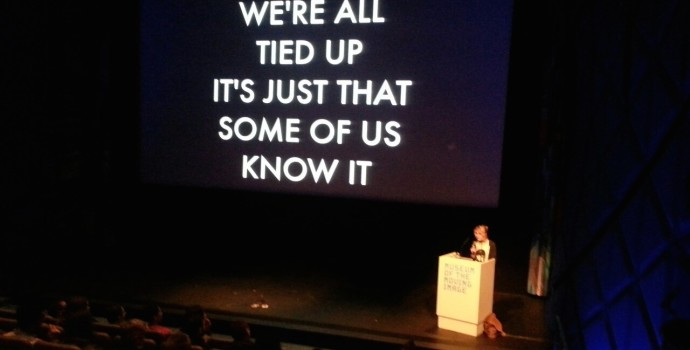 WE'RE ALL
TIED UP
IT'S JUST THAT
SOME OF US
KNOW IT
MUSEUM
OF THE
MOVING
IMAGE